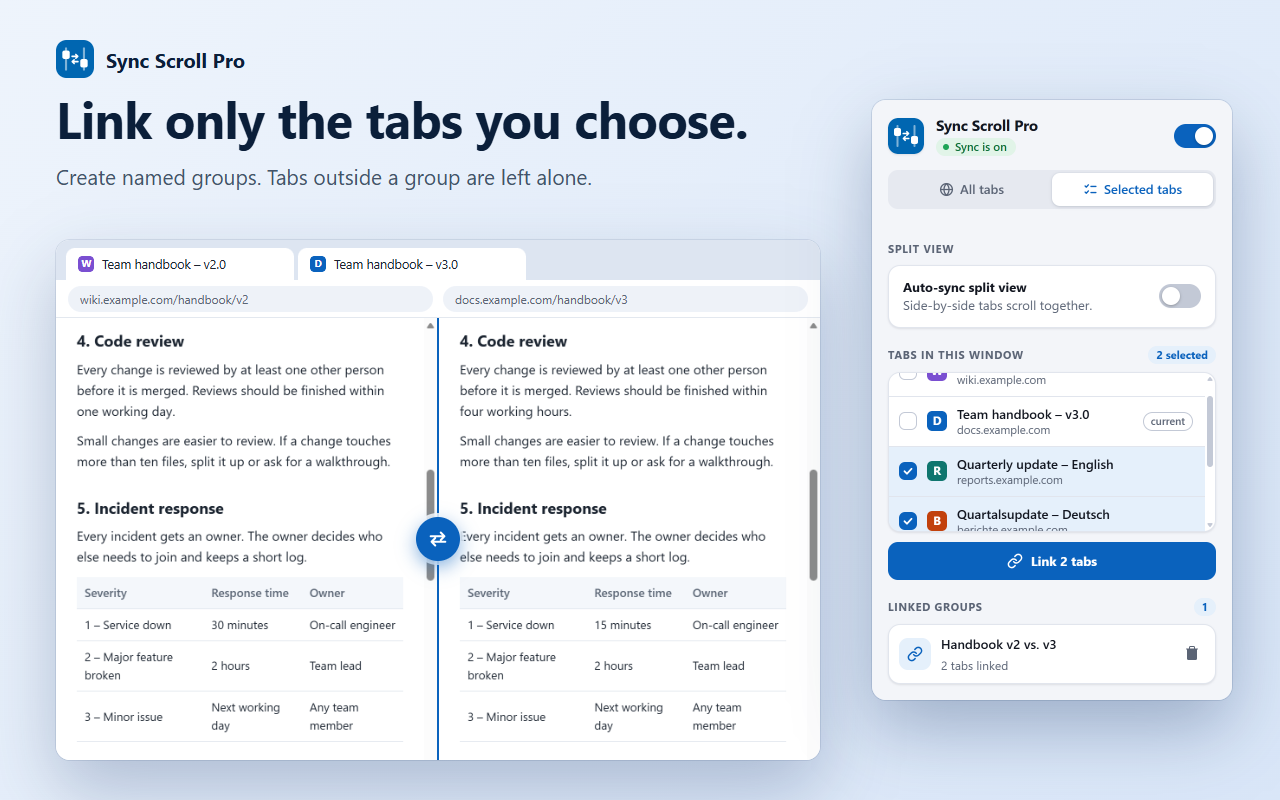 Sync Scroll Pro
Link only the tabs you choose.
Create named groups. Tabs outside a group are left alone.
W Team handbook – v2.0
D Team handbook – v3.0
wiki.example.com/handbook/v2
docs.example.com/handbook/v3
4. Code review
Every change is reviewed by at least one other person
before it is merged. Reviews should be finished within
one working day.
Small changes are easier to review. If a change touches
more than ten files, split it up or ask for a walkthrough.
5. Incident response
Every incident gets an owner. The owner decides who
else needs to join and keeps a short log.
Severity Response time Owner
1 – Service down 30 minutes On-call engineer
2 – Major feature
broken
2 hours Team lead
3 – Minor issue
Next working
day
Any team
member
4. Code review
Every change is reviewed by at least one other person
before it is merged. Reviews should be finished within
four working hours.
Small changes are easier to review. If a change touches
more than ten files, split it up or ask for a walkthrough.
5. Incident response
Every incident gets an owner. The owner decides who
else needs to join and keeps a short log.
Severity Response time Owner
1 – Service down 15 minutes On-call engineer
2 – Major feature
broken
2 hours Team lead
3 – Minor issue
Next working
day
Any team
member
Sync Scroll Pro
Sync is on
All tabs
Selected tabs
SPLIT VIEW
Auto-sync split view
Side-by-side tabs scroll together.
TABS IN THIS WINDOW
2 selected
wiki.example.com
D Team handbook – v3.0
docs.example.com
current
R Quarterly update – English
reports.example.com
B Quartalsupdate – Deutsch
berichte.example.com
Link 2 tabs
LINKED GROUPS
1
Handbook v2 vs. v3
2 tabs linked